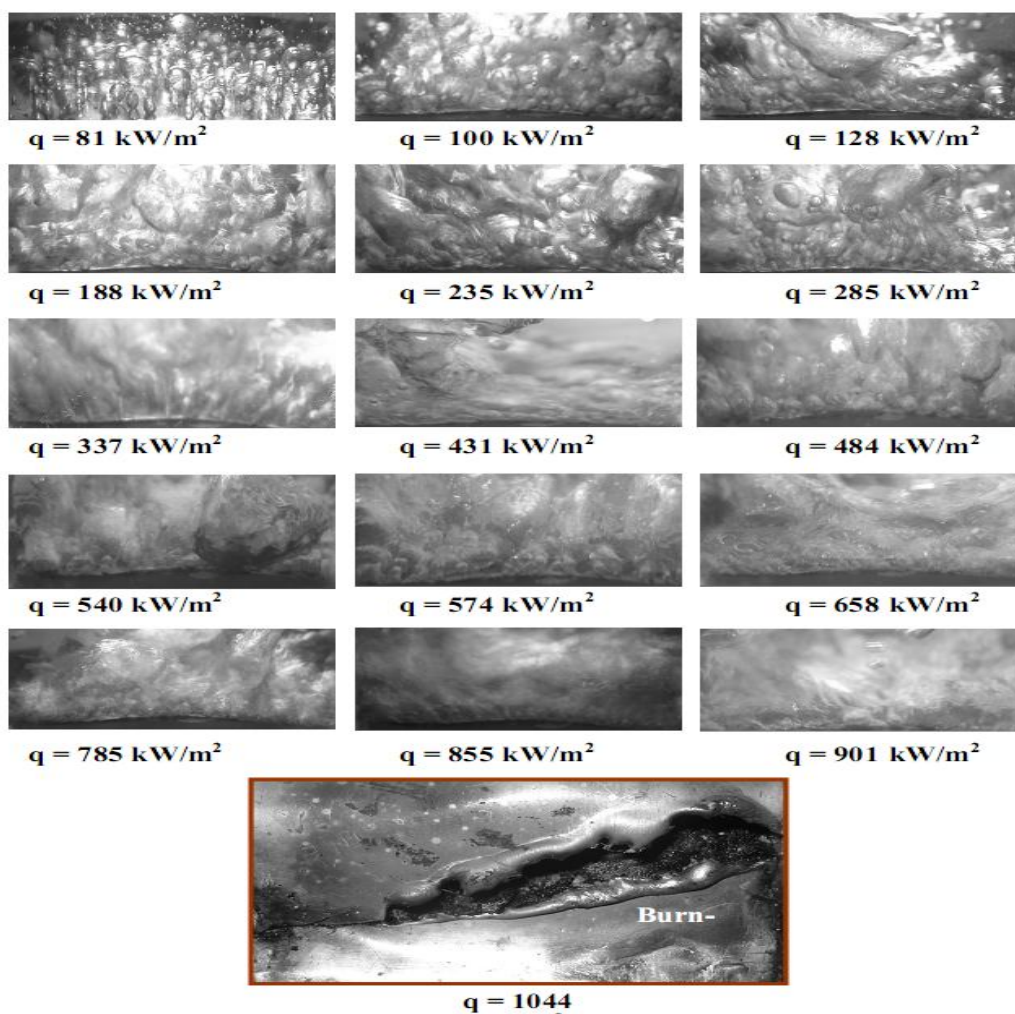 q = 81 kW/m²
q = 100 kW/m²
q = 128 kW/m²
q = 188 kW/m²
q = 235 kW/m²
q = 285 kW/m²
q = 337 kW/m²
q = 431 kW/m²
q = 484 kW/m²
q = 540 kW/m²
q = 574 kW/m²
q = 658 kW/m²
q = 785 kW/m²
q = 855 kW/m²
q = 901 kW/m²
Burn-
q = 1044